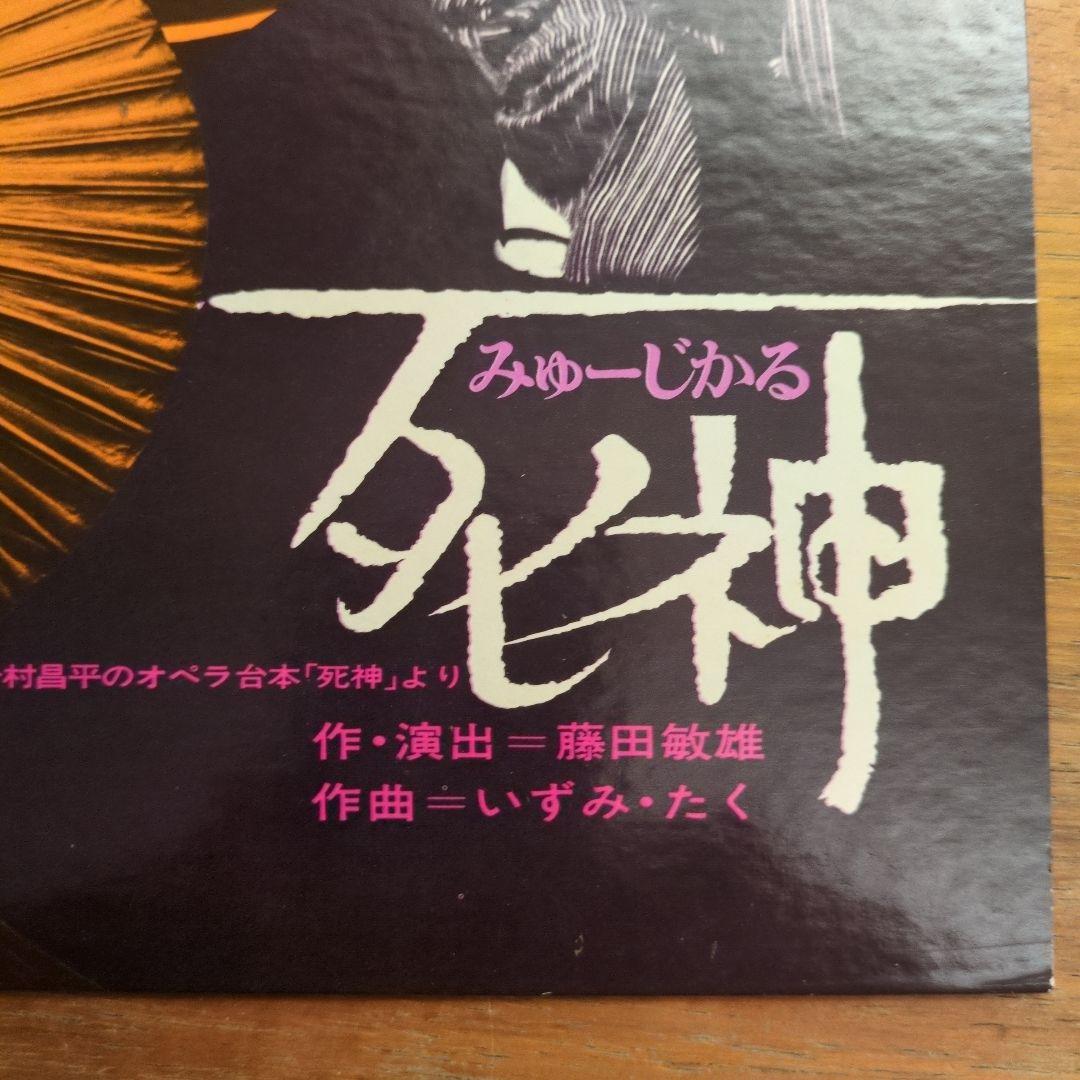 みゅーじかる
死神
村昌平のオペラ台本「死神」より
作・演出＝藤田敏雄
作曲＝いずみ・たく